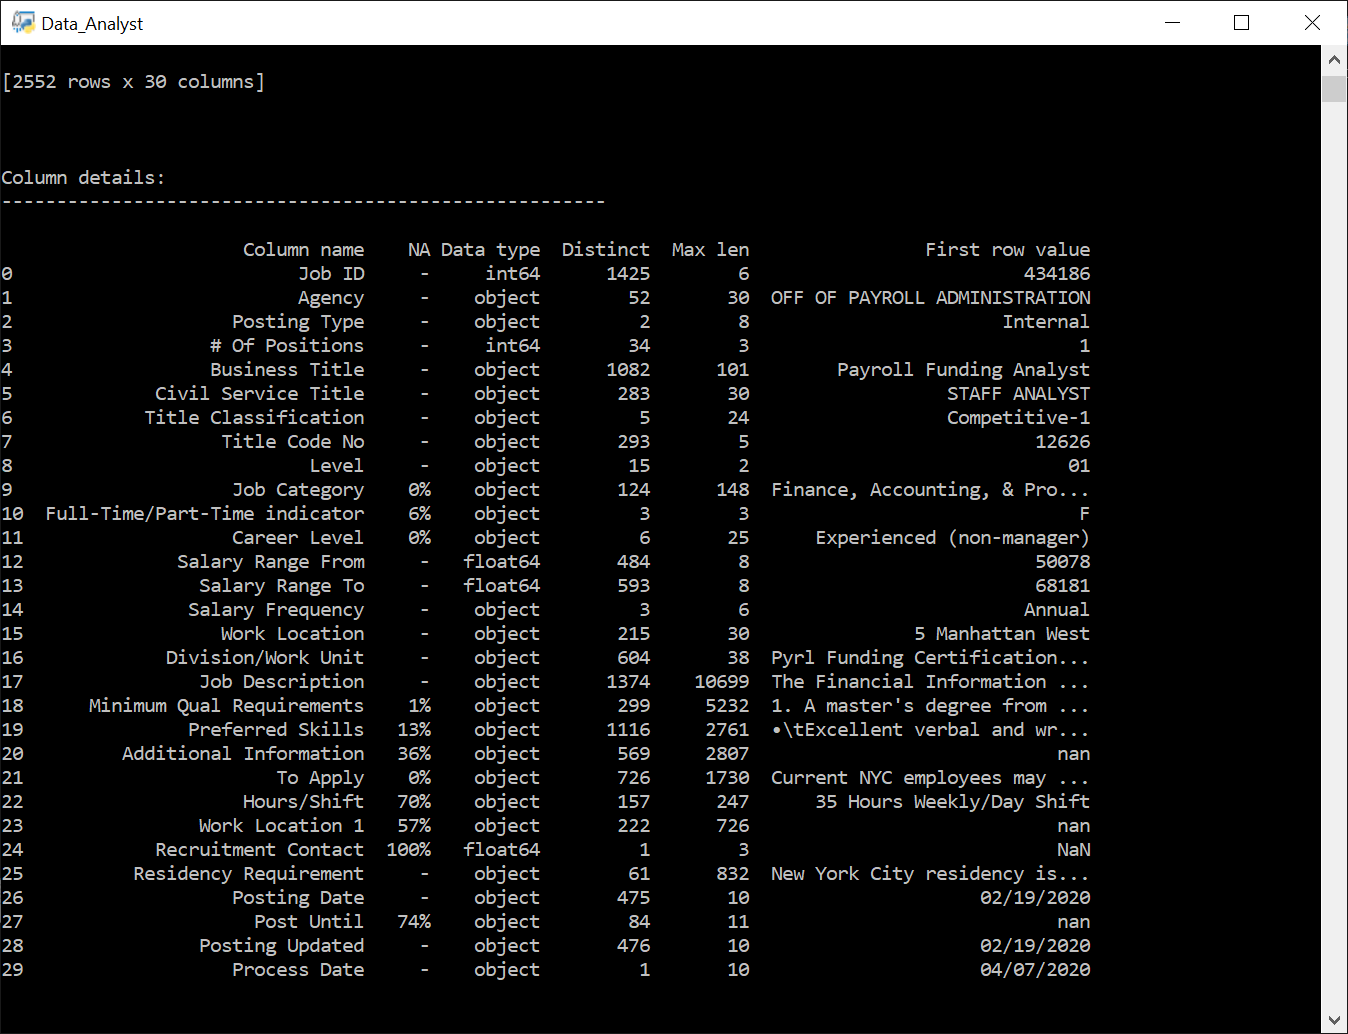 Data_Analyst
[2552 rows x 30 columns]
Column details:
-------------------------------------------------------
Column name NA Data type Distinct Max len First row value
0 Job ID - int64 1425 6 434186
1 Agency - object 52 30 OFF OF PAYROLL ADMINISTRATION
2 Posting Type - object 2 8 Internal
3 # Of Positions - int64 34 3 1
4 Business Title - object 1082 101 Payroll Funding Analyst
5 Civil Service Title - object 283 30 STAFF ANALYST
6 Title Classification - object 5 24 Competitive-1
7 Title Code No - object 293 5 12626
8 Level - object 15 2 01
9 Job Category 0% object 124 148 Finance, Accounting, & Pro...
10 Full-Time/Part-Time indicator 6% object 3 3 F
11 Career Level 0% object 6 25 Experienced (non-manager)
12 Salary Range From - float64 484 8 50078
13 Salary Range To - float64 593 8 68181
14 Salary Frequency - object 3 6 Annual
15 Work Location - object 215 30 5 Manhattan West
16 Division/Work Unit - object 604 38 Pyrl Funding Certification...
17 Job Description - object 1374 10699 The Financial Information ...
18 Minimum Qual Requirements 1% object 299 5232 1. A master's degree from ...
19 Preferred Skills 13% object 1116 2761 •\tExcellent verbal and wr...
20 Additional Information 36% object 569 2807 nan
21 To Apply 0% object 726 1730 Current NYC employees may ...
22 Hours/Shift 70% object 157 247 35 Hours Weekly/Day Shift
23 Work Location 1 57% object 222 726 nan
24 Recruitment Contact 100% float64 1 3 NaN
25 Residency Requirement - object 61 832 New York City residency is...
26 Posting Date - object 475 10 02/19/2020
27 Post Until 74% object 84 11 nan
28 Posting Updated - object 476 10 02/19/2020
29 Process Date - object 1 10 04/07/2020